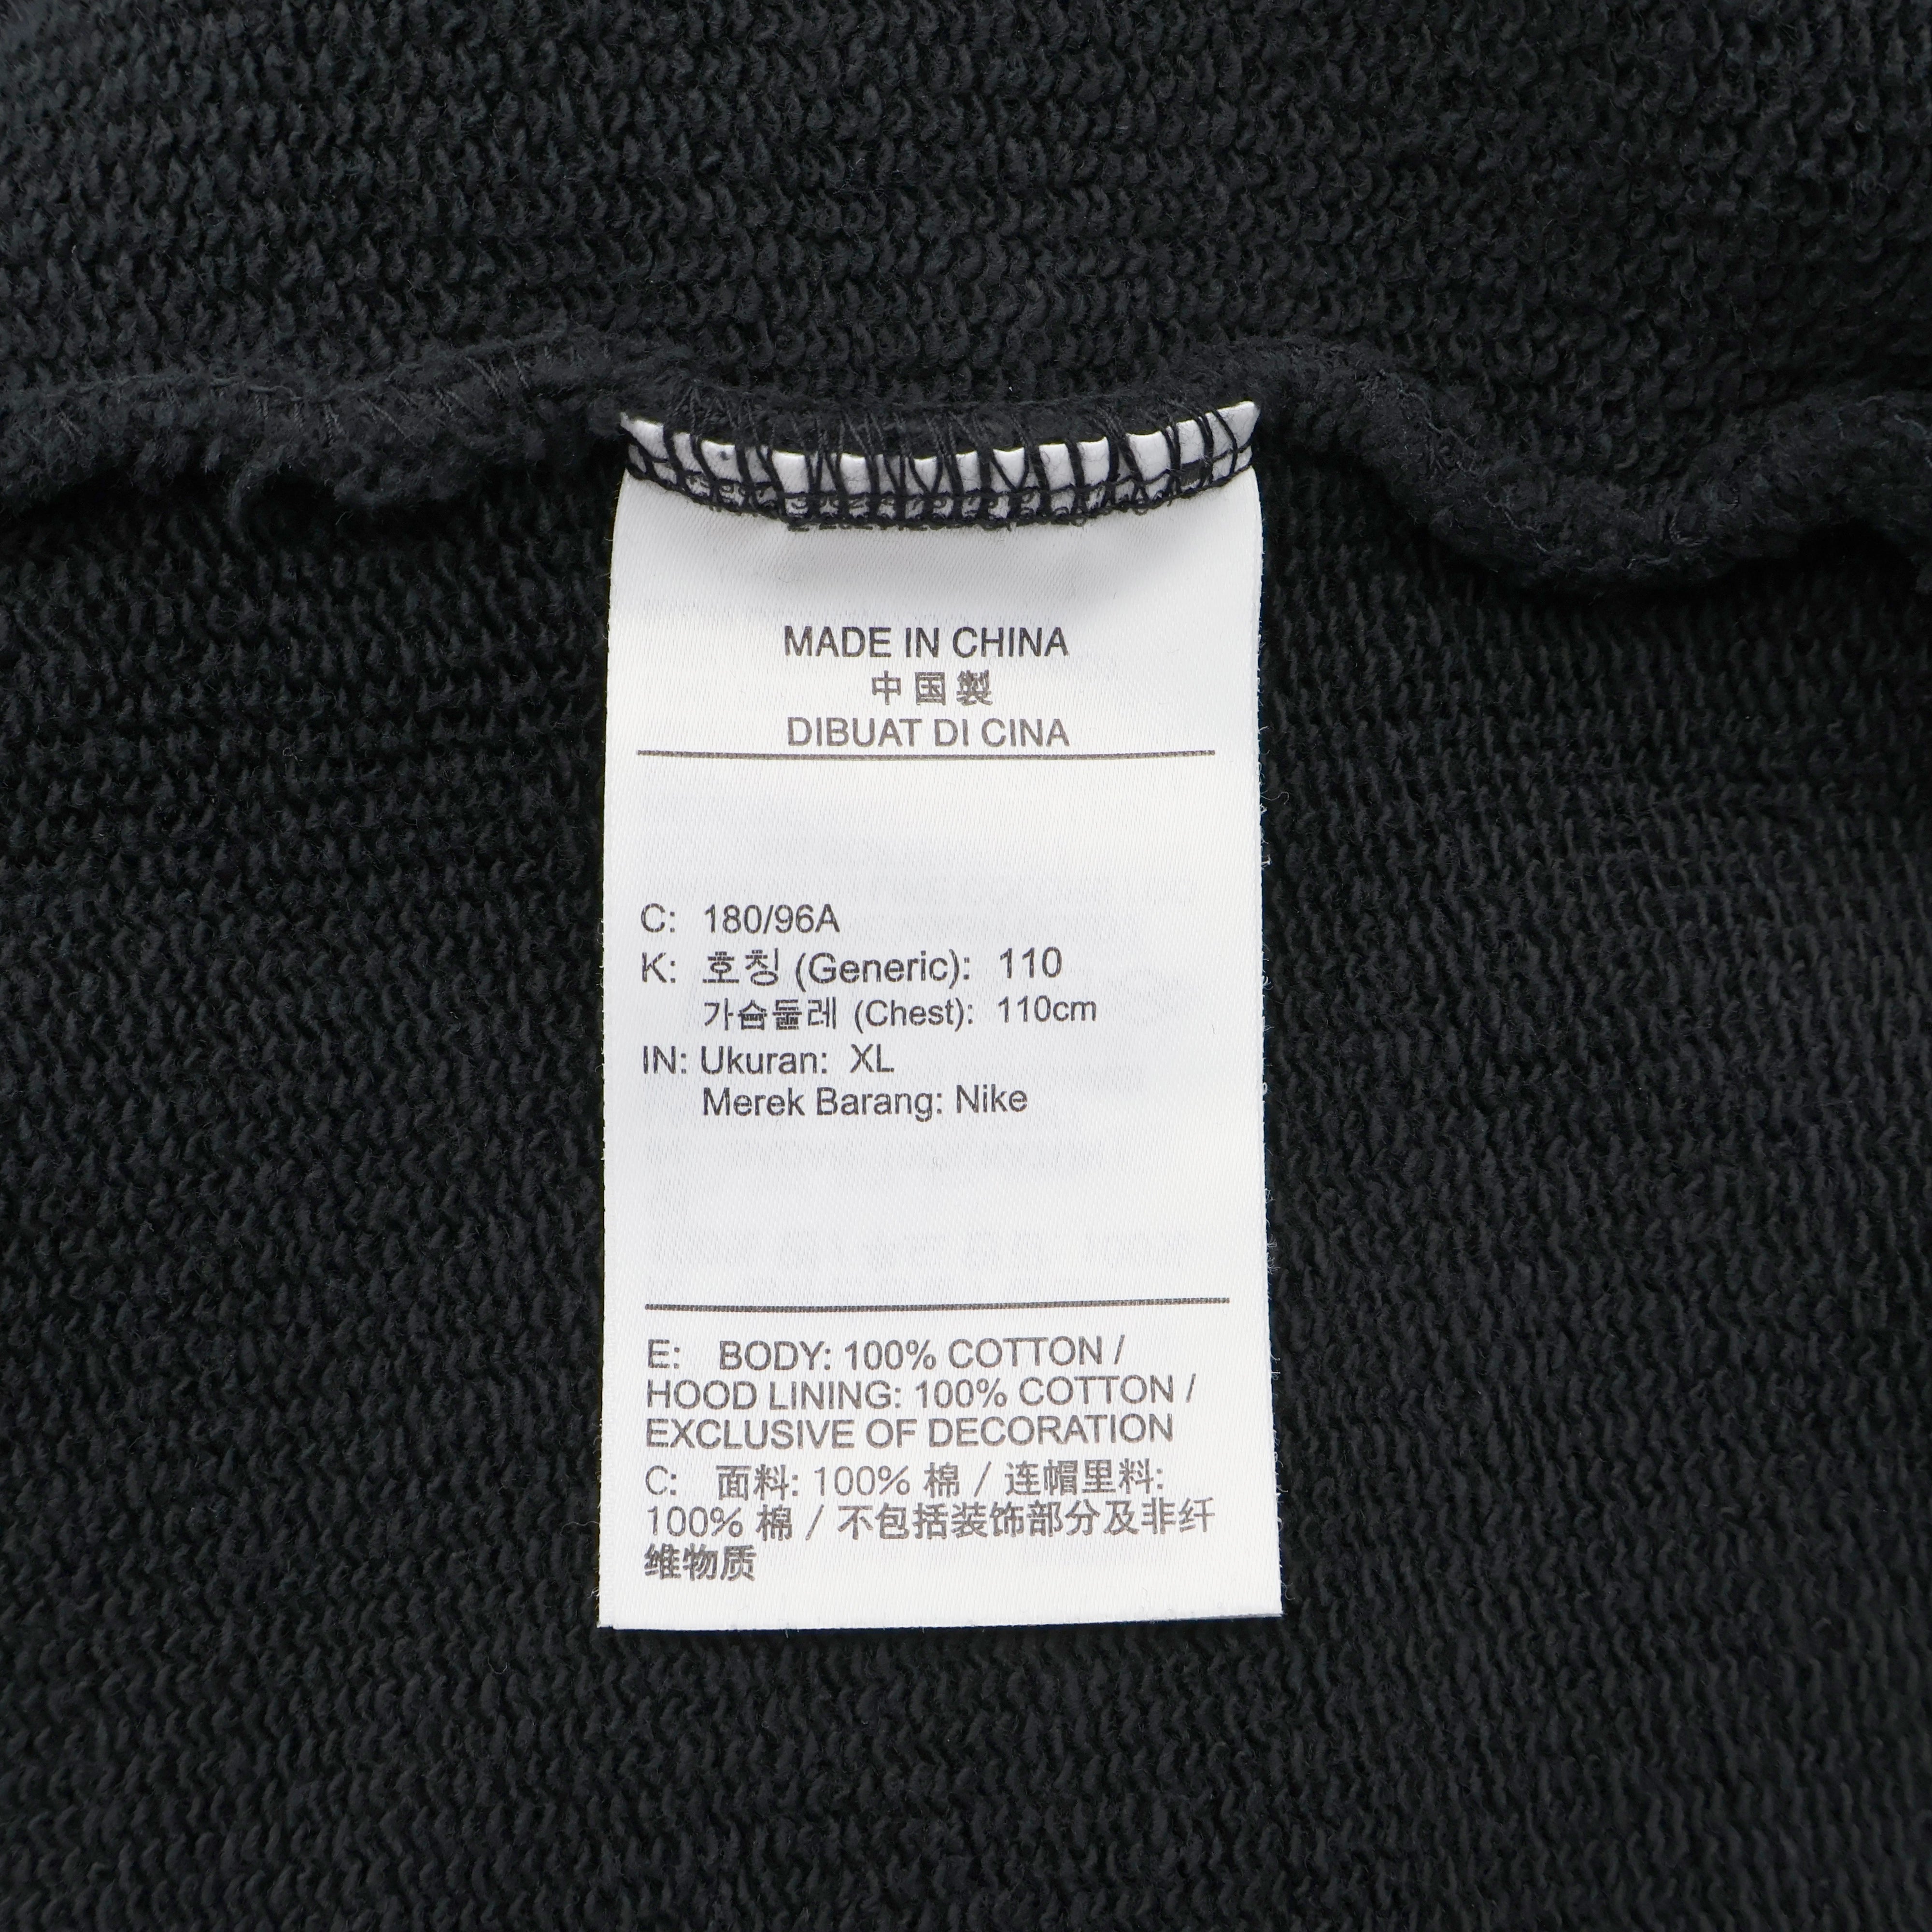 MADE IN CHINA
中国製
DIBUAT DI CINA
C: 180/96A
K: 호칭 (Generic): 110
가슴둘레 (Chest): 110cm
IN: Ukuran: XL
Merek Barang: Nike
E: BODY: 100% COTTON /
HOOD LINING: 100% COTTON /
EXCLUSIVE OF DECORATION
C: 面料: 100% 棉 / 连帽里料:
100% 棉 / 不包括装饰部分及非纤
维物质